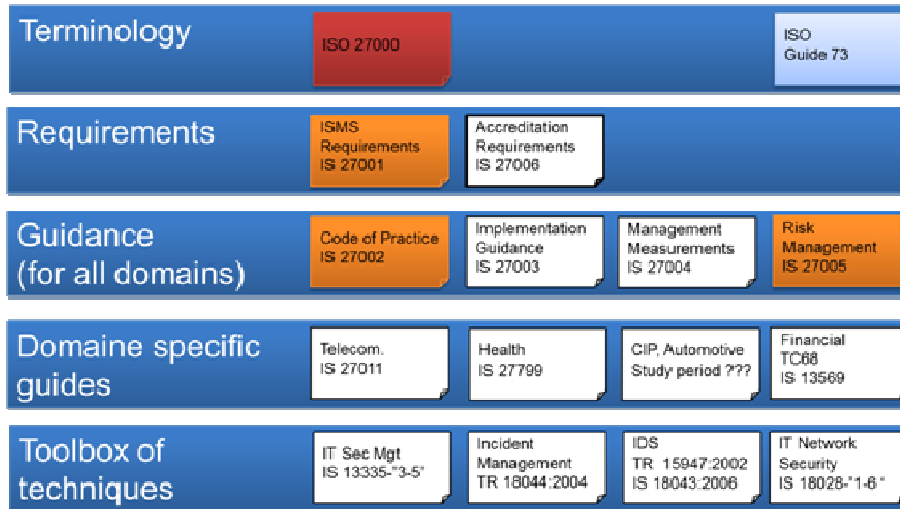 Terminology
ISO 27000
ISO
Guide 73
Requirements
ISMS
Requirements
IS 27001
Accreditation
Requirements
IS 27006
Guidance
(for all domains)
Code of Practice
IS 27002
Implementation
Guidance
IS 27003
Management
Measurements
IS 27004
Risk
Management
IS 27005
Domaine specific
guides
Telecom.
IS 27011
Health
IS 27799
CIP, Automotive
Study period ???
Financial
TC68
IS 13569
Toolbox of
techniques
IT Sec Mgt
IS 13335-"3-5"
Incident
Management
TR 18044:2004
IDS
TR 15947:2002
IS 18043:2006
IT Network
Security
IS 18028-"1-6 "